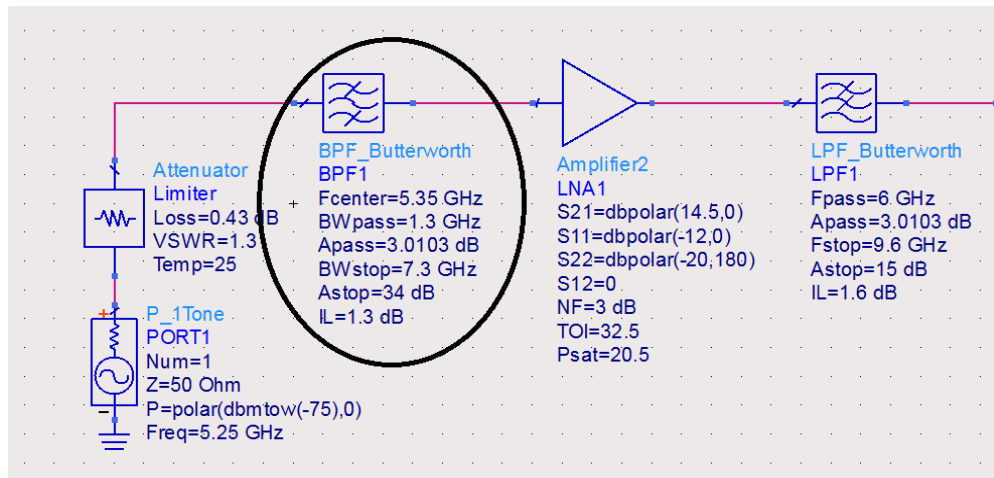 Attenuator
Limiter
Loss=0.43 dB
VSWR=1.3
Temp=25
+
P_1Tone
PORT1
Num=1
Z=50 Ohm
P=polar(dbmtow(-75),0)
Freq=5.25 GHz
BPF_Butterworth
BPF1
Fcenter=5.35 GHz
BWpass=1.3 GHz
Apass=3.0103 dB
BWstop=7.3 GHz
Astop=34 dB
IL=1.3 dB
Amplifier2
LNA1
S21=dbpolar(14.5,0)
S11=dbpolar(-12,0)
S22=dbpolar(-20,180)
S12=0
NF=3 dB
TOI=32.5
Psat=20.5
LPF_Butterworth
LPF1
Fpass=6 GHz
Apass=3.0103 dB
Fstop=9.6 GHz
Astop=15 dB
IL=1.6 dB